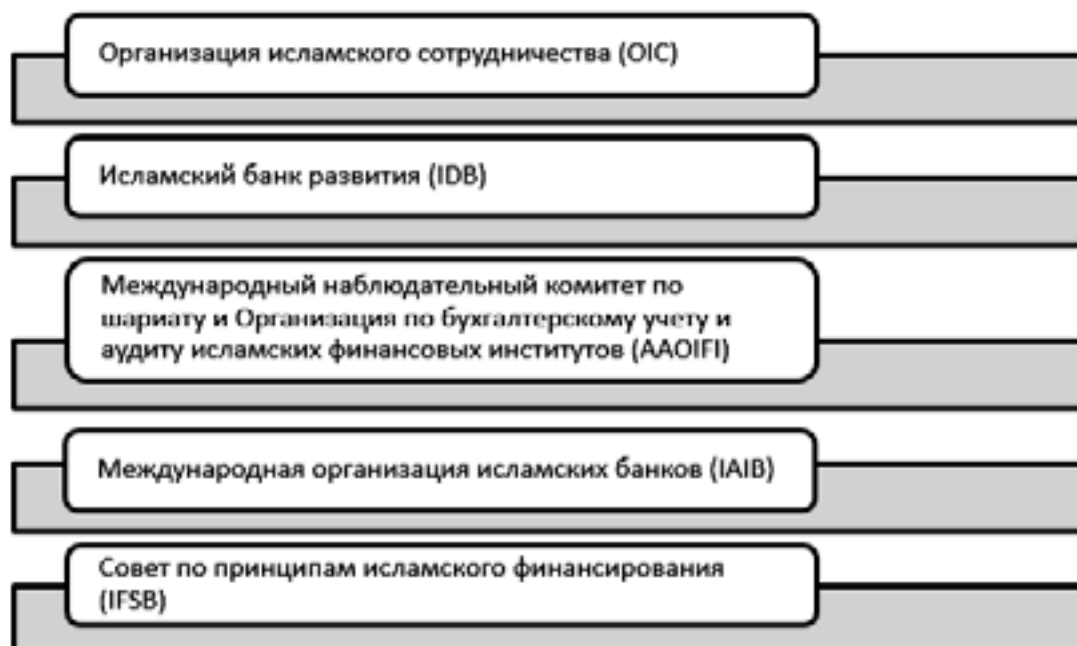 Организация исламского сотрудничества (OIC)
Исламский банк развития (IDB)
Международный наблюдательный комитет по
шариату и Организация по бухгалтерскому учету и
аудиту исламских финансовых институтов (AAOIFI)
Международная организация исламских банков (IAIB)
Совет по принципам исламского финансирования
(IFSB)